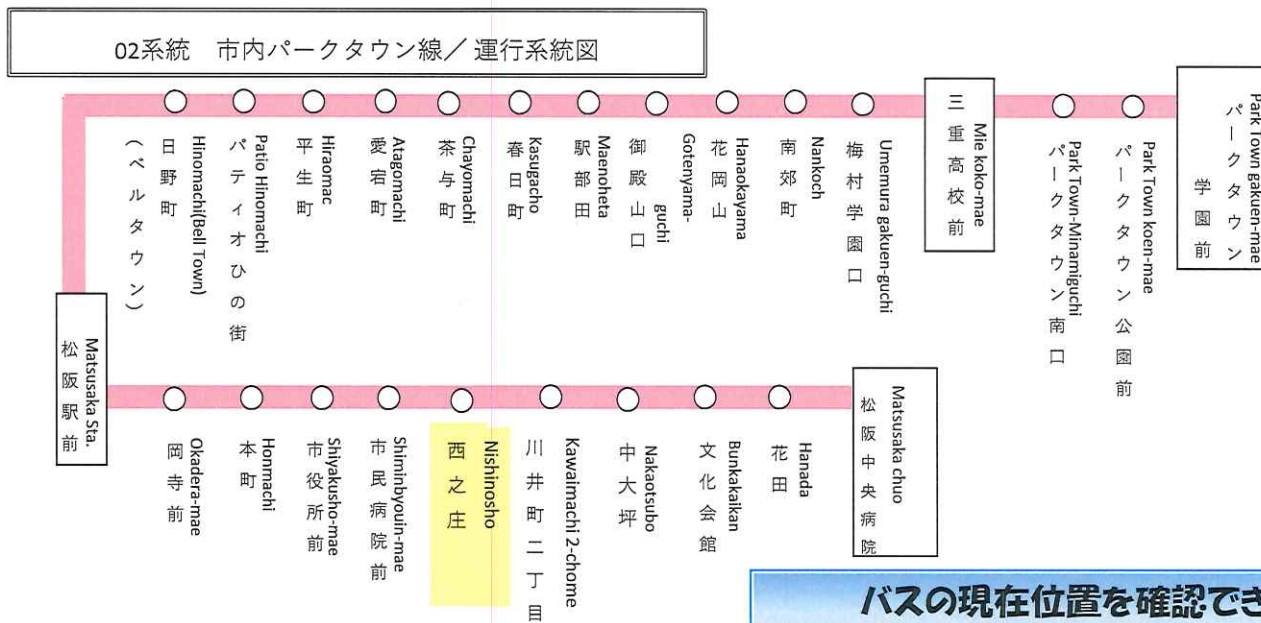 02系統 市内パークタウン線／運行系統図
Hinomachi(Bell Town)
日野町
（ベルタウン）
Patio Hinomachi
パティオひの街
Hiraomac
平生町
Atagomachi
愛宕町
Chayomachi
茶与町
Kasugacho
春日町
Maenoheta
駅部田
Gotenyama-
guchi
御殿山口
Hanaokayama
花岡山
Nankoch
南郊町
Umemura gakuen-guchi
梅村学園口
Mie koko-mae
三重高校前
Park Town-Minamiguchi
パークタウン南口
Park Town koen-mae
パークタウン公園前
Park Town gakuen-mae
パークタウン
学園前
Matsusaka Sta.
松阪駅前
Okadera-mae
岡寺前
Honmachi
本町
Shiyakusho-mae
市役所前
Shiminbyouin-mae
市民病院前
Nishinosho
西之庄
Kawaimachi 2-chome
川井町二丁目
Nakaotsubo
中大坪
Bunkakaikan
文化会館
Hanada
花田
Matsusaka chuo
松阪中央病院
バスの現在位置を確認でき